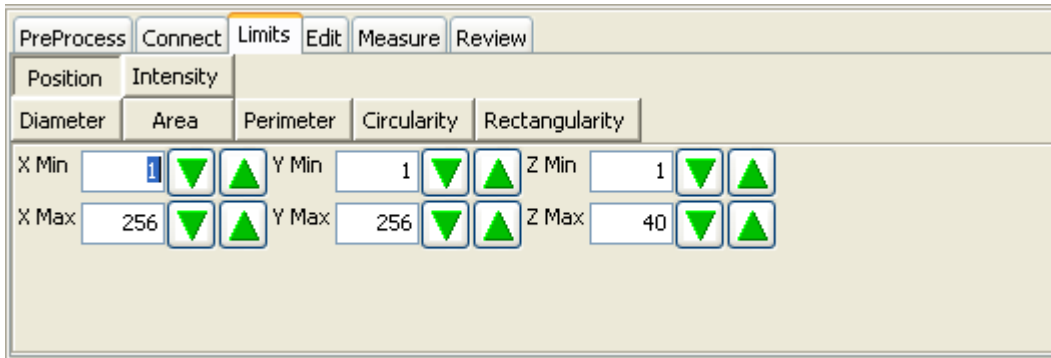 PreProcess Connect Limits Edit Measure Review
Position Intensity
Diameter Area Perimeter Circularity Rectangularity
X Min 1 Y Min 1 Z Min 1
X Max 256 Y Max 256 Z Max 40